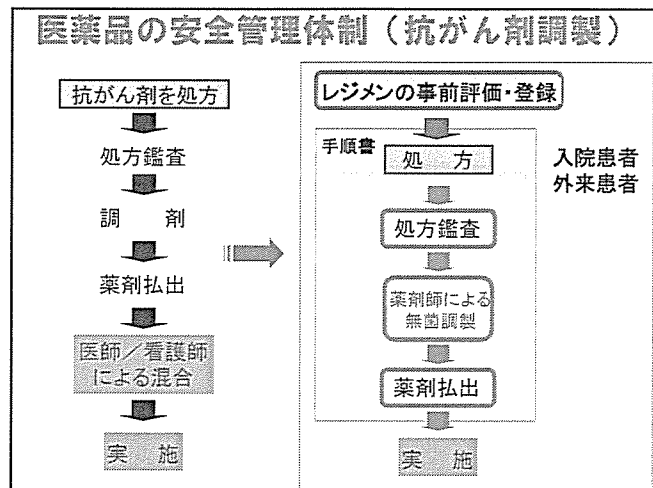 医薬品の安全管理体制（抗がん剤調製）
抗がん剤を処方
処方鑑査
調　　剤
薬剤払出
医師／看護師
による混合
実　施
レジメンの事前評価・登録
手順書
処　方
入院患者
外来患者
処方鑑査
薬剤師による
無菌調製
薬剤払出
実　施